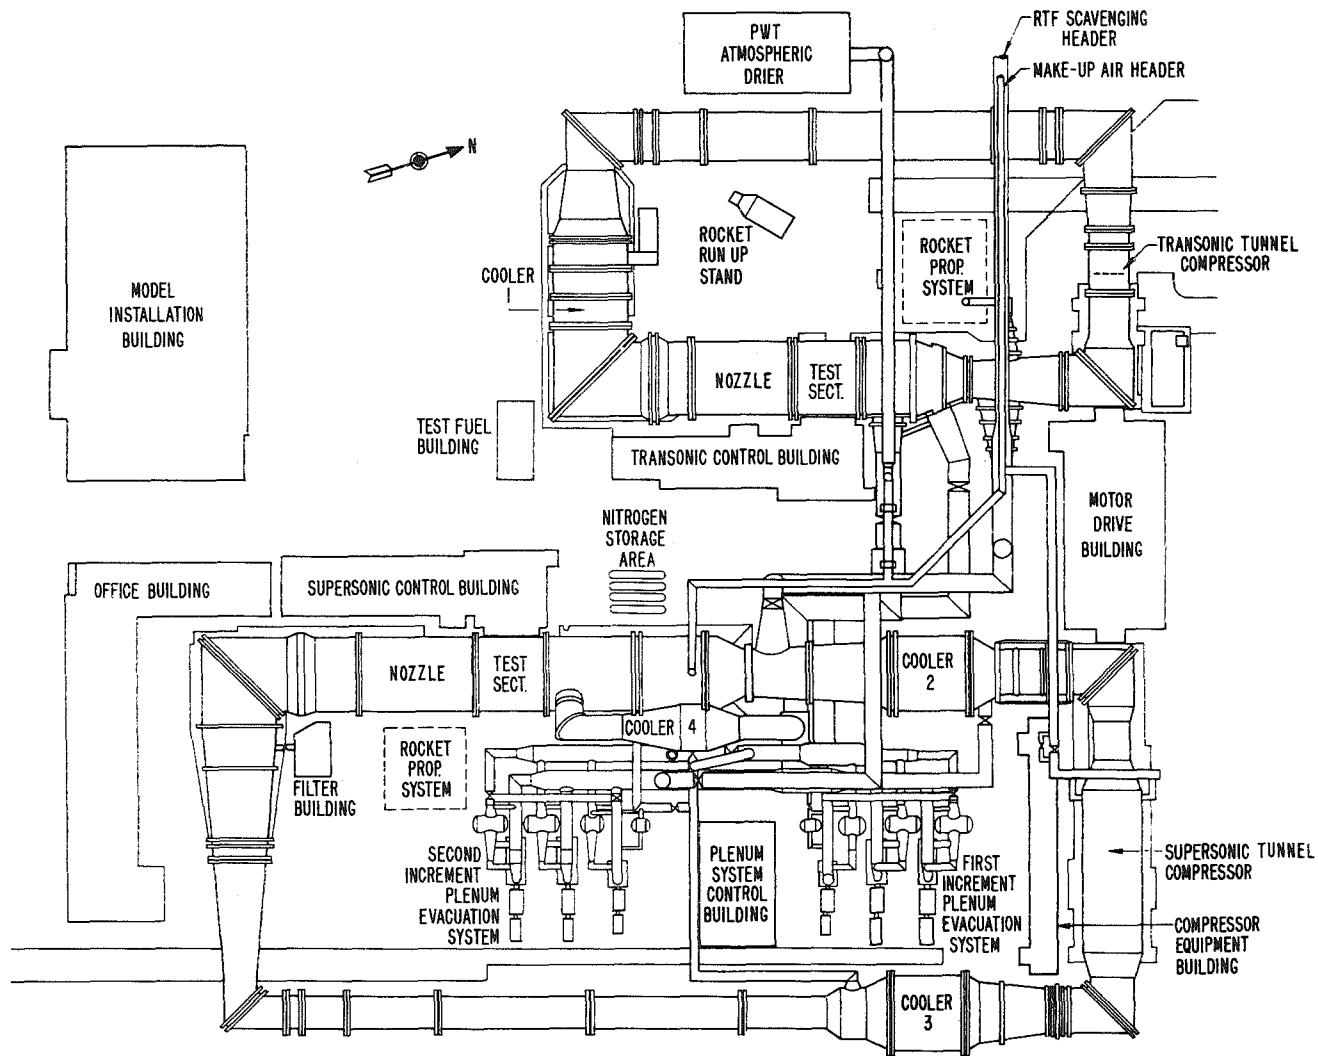 RTF SCAVENGING
HEADER
MAKE-UP AIR HEADER
PWT
ATMOSPHERIC
DRIER
N
ROCKET
RUN UP
STAND
ROCKET
PROP.
SYSTEM
TRANSONIC TUNNEL
COMPRESSOR
COOLER
MODEL
INSTALLATION
BUILDING
NOZZLE
TEST
SECT.
TEST FUEL
BUILDING
TRANSONIC CONTROL BUILDING
MOTOR
DRIVE
BUILDING
NITROGEN
STORAGE
AREA
OFFICE BUILDING
SUPERSONIC CONTROL BUILDING
NOZZLE
TEST
SECT.
COOLER
2
COOLER 4
ROCKET
PROP.
SYSTEM
FILTER
BUILDING
SECOND
INCREMENT
PLENUM
EVACUATION
SYSTEM
PLENUM
SYSTEM
CONTROL
BUILDING
FIRST
INCREMENT
PLENUM
EVACUATION
SYSTEM
SUPERSONIC TUNNEL
COMPRESSOR
COMPRESSOR
EQUIPMENT
BUILDING
COOLER
3